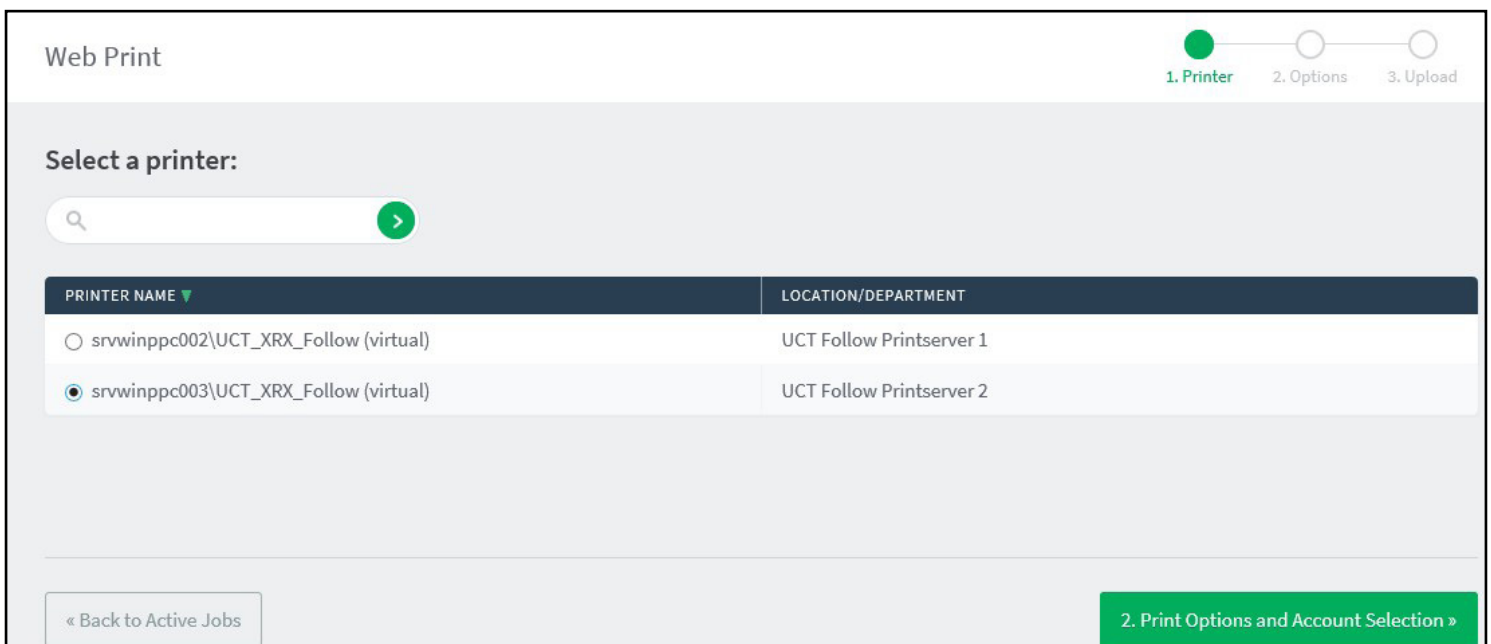 Web Print
1. Printer 2. Options 3. Upload
Select a printer:
PRINTER NAME LOCATION/DEPARTMENT
srvwinppc002\UCT_XRX_Follow (virtual) UCT Follow Printserver 1
srvwinppc003\UCT_XRX_Follow (virtual) UCT Follow Printserver 2
« Back to Active Jobs 2. Print Options and Account Selection »